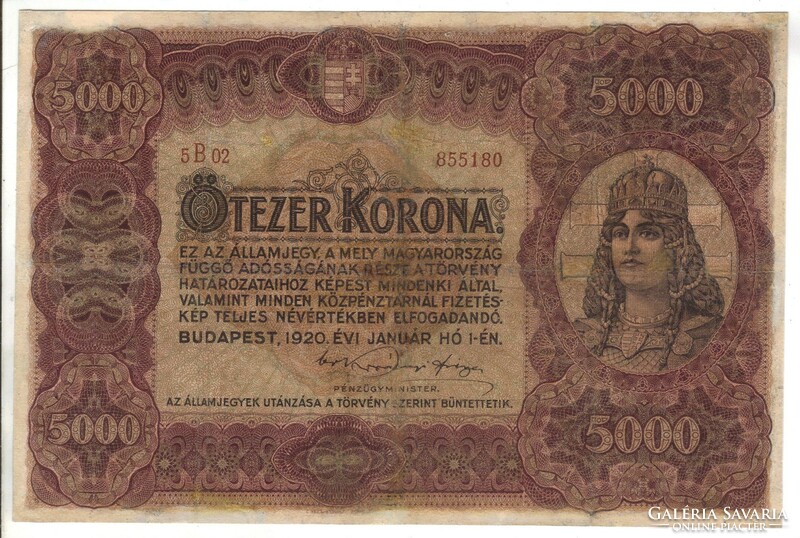 5000
5000
5 B 02
855180
ÖTEZER KORONA.
EZ AZ ÁLLAMJEGY, A MELY MAGYARORSZÁG
FÜGGŐ ADÓSSÁGÁNAK RÉSZE, A TÖRVÉNY
HATÁROZATAIHOZ KÉPEST MINDENKI ÁLTAL,
VALAMINT MINDEN KÖZPÉNZTÁRNÁL FIZETÉS-
KÉP TELJES NÉVÉRTÉKBEN ELFOGADANDÓ.
BUDAPEST, 1920. ÉVI JANUÁR HÓ 1-ÉN.
PÉNZÜGYMINISTER.
AZ ÁLLAMJEGYEK UTÁNZÁSA A TÖRVÉNY SZERINT BÜNTETTETIK.
5000
5000
GALÉRIA SAVARIA
ONLINE PIACTÉR